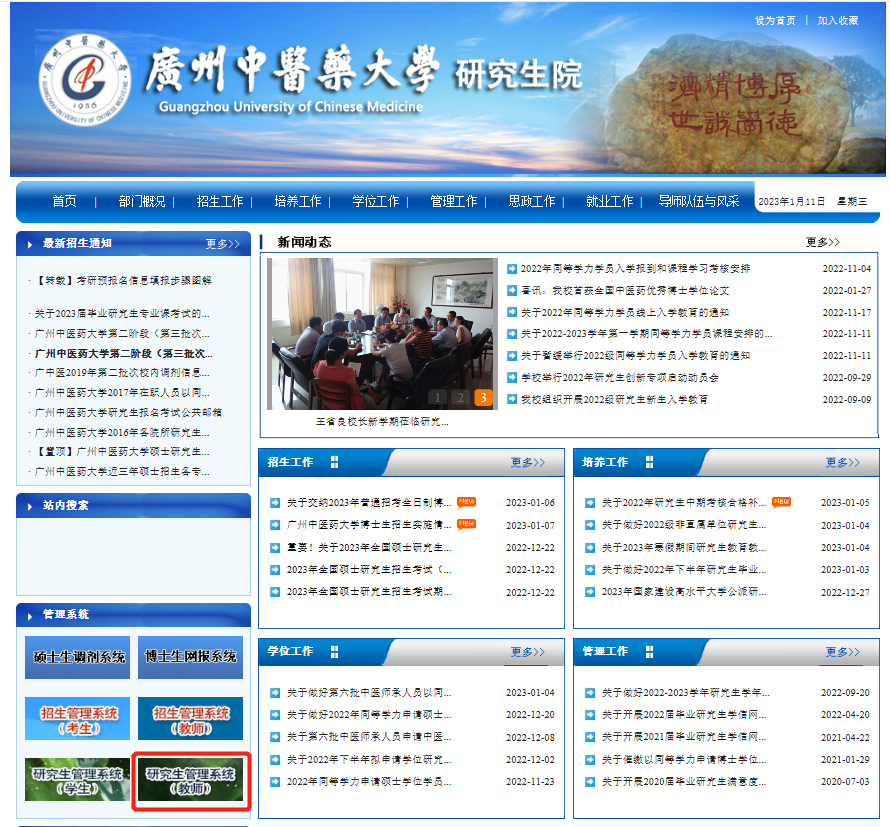 设为首页 | 加入收藏
廣州中醫藥大學 研究生院
Guangzhou University of Chinese Medicine
廣州中醫藥大學
1956
GUANGZHOU UNIVERSITY OF CHINESE MEDICINE
厚德博圖精誠濟世
首页 | 部门概况 | 招生工作 | 培养工作 | 学位工作 | 管理工作 | 思政工作 | 就业工作 | 导师队伍与风采
2023年1月11日 星期三
最新招生通知 更多>>
· 【转载】考研预报名信息填报步骤图解
· 关于2023届毕业研究生专业课考试的...
· 广州中医药大学第二阶段（第三批次...
· 广州中医药大学第二阶段（第三批次...
· 广中医2019年第二批次校内调剂信息...
· 广州中医药大学2017年在职人员以同...
· 广州中医药大学研究生报名考试公共邮箱
· 广州中医药大学2016年各院所研究生...
· 【置顶】广州中医药大学硕士研究生...
· 广州中医药大学近三年硕士招生各专...
站内搜索
管理系统
硕士生调剂系统
博士生网报系统
招生管理系统
（考生）
招生管理系统
（教师）
研究生管理系统
（学生）
研究生管理系统
（教师）
新闻动态 更多>>
1 2 3
王省良校长新学期莅临研究...
2022年同等学力学员入学报到和课程学习考核安排 2022-11-04
喜讯：我校首获全国中医药优秀博士学位论文 2022-01-27
关于2022年同等学力学员线上入学教育的通知 2022-11-17
关于2022-2023学年第一学期同等学力学员课程安排的... 2022-11-11
关于暂缓举行2022级同等学力学员入学教育的通知 2022-11-11
学校举行2022年研究生创新专项启动动员会 2022-09-29
我校组织开展2022级研究生新生入学教育 2022-09-09
招生工作 更多>>
关于交纳2023年普通招考全日制博... NEW 2023-01-06
广州中医药大学博士生招生实施情... NEW 2023-01-07
重要！关于2023年全国硕士研究生... 2022-12-22
2023年全国硕士研究生招生考试（... 2022-12-22
2023年全国硕士研究生招生考试期... 2022-12-22
培养工作 更多>>
关于2022年研究生中期考核合格补... NEW 2023-01-05
关于做好2022级非直属单位研究生... 2023-01-04
关于2023年寒假期间研究生教育教... 2023-01-04
关于做好2022年下半年研究生毕业... 2023-01-03
2023年国家建设高水平大学公派研... 2022-12-27
学位工作 更多>>
关于做好第六批中医师承人员以同... 2023-01-04
关于做好2022年同等学力申请硕士... 2022-12-20
关于第六批中医师承人员申请中医... 2022-12-08
关于2022年下半年拟申请学位研究... 2022-12-02
2022年同等学力申请硕士学位学员... 2022-11-23
管理工作 更多>>
关于做好2022-2023学年研究生学年... 2022-09-20
关于开展2022届毕业研究生学信网... 2022-04-20
关于开展2021届毕业研究生学信网... 2021-04-22
关于催缴以同等学力申请博士学位... 2021-01-29
关于开展2020届毕业研究生满意度... 2020-07-03